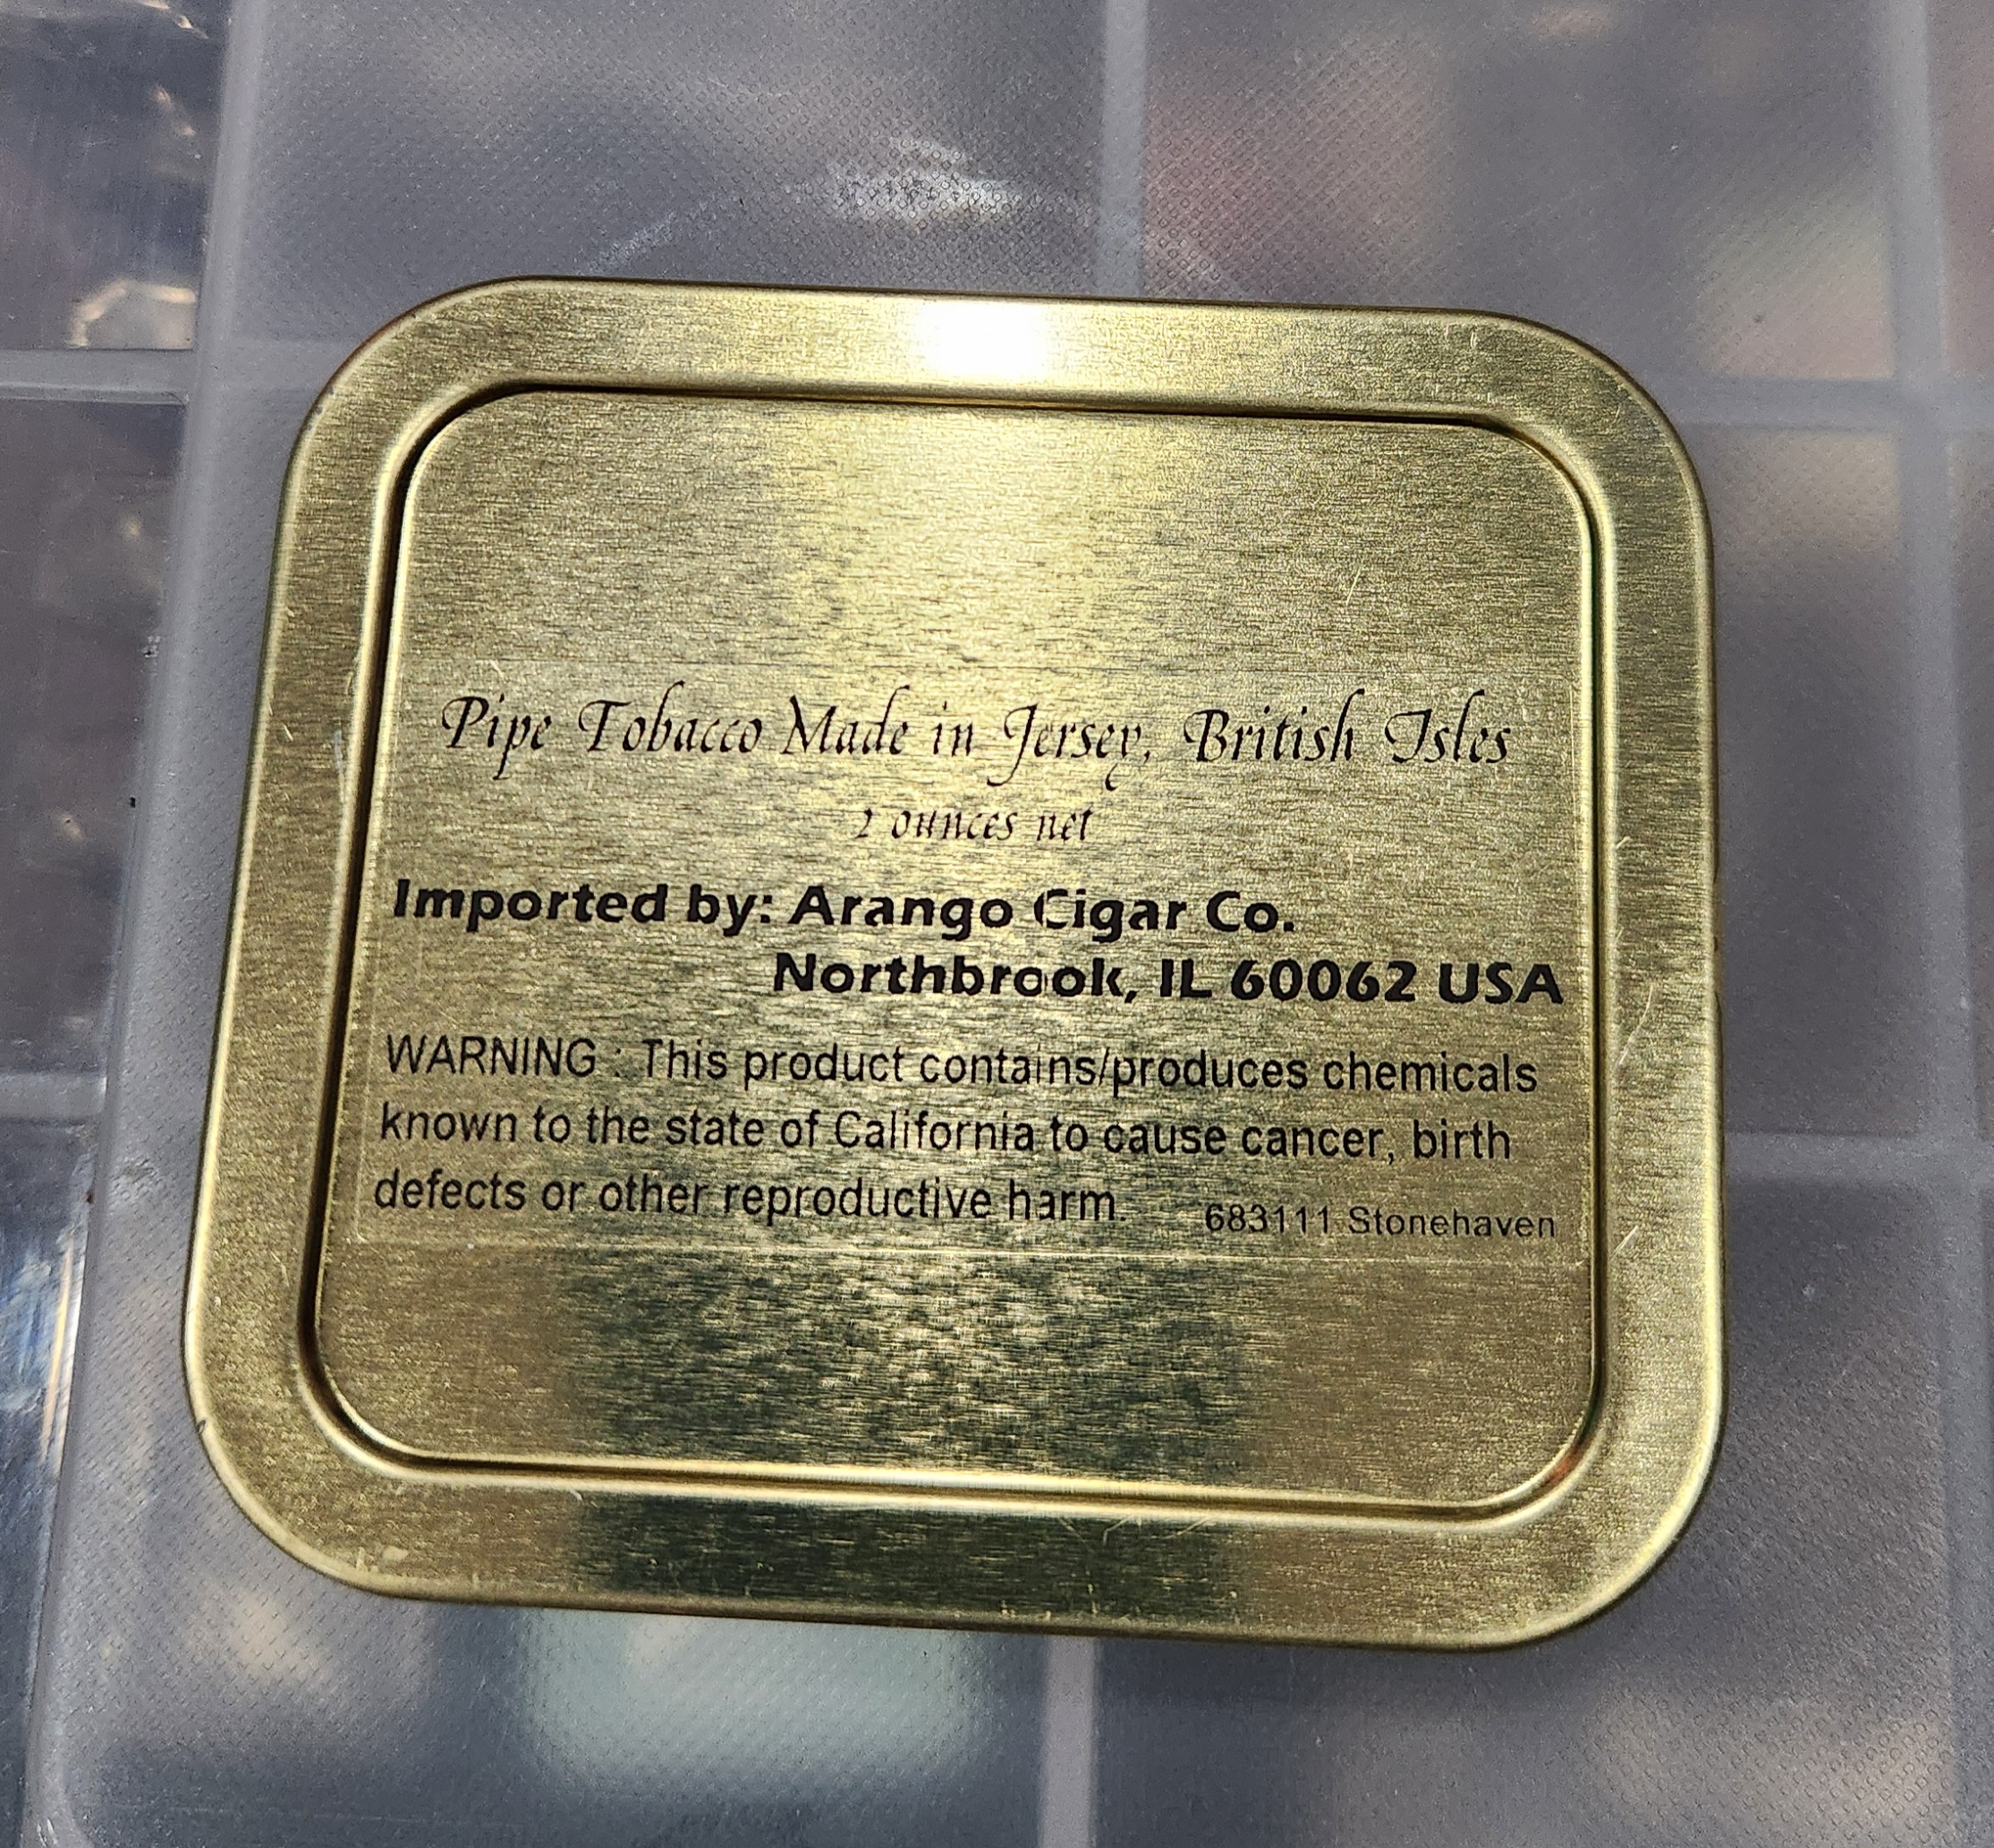 Pipe Tobacco Made in Jersey, British Isles
2 ounces net
Imported by: Arango Cigar Co.
Northbrook, IL 60062 USA
WARNING : This product contains/produces chemicals
known to the state of California to cause cancer, birth
defects or other reproductive harm.
683111 Stonehaven